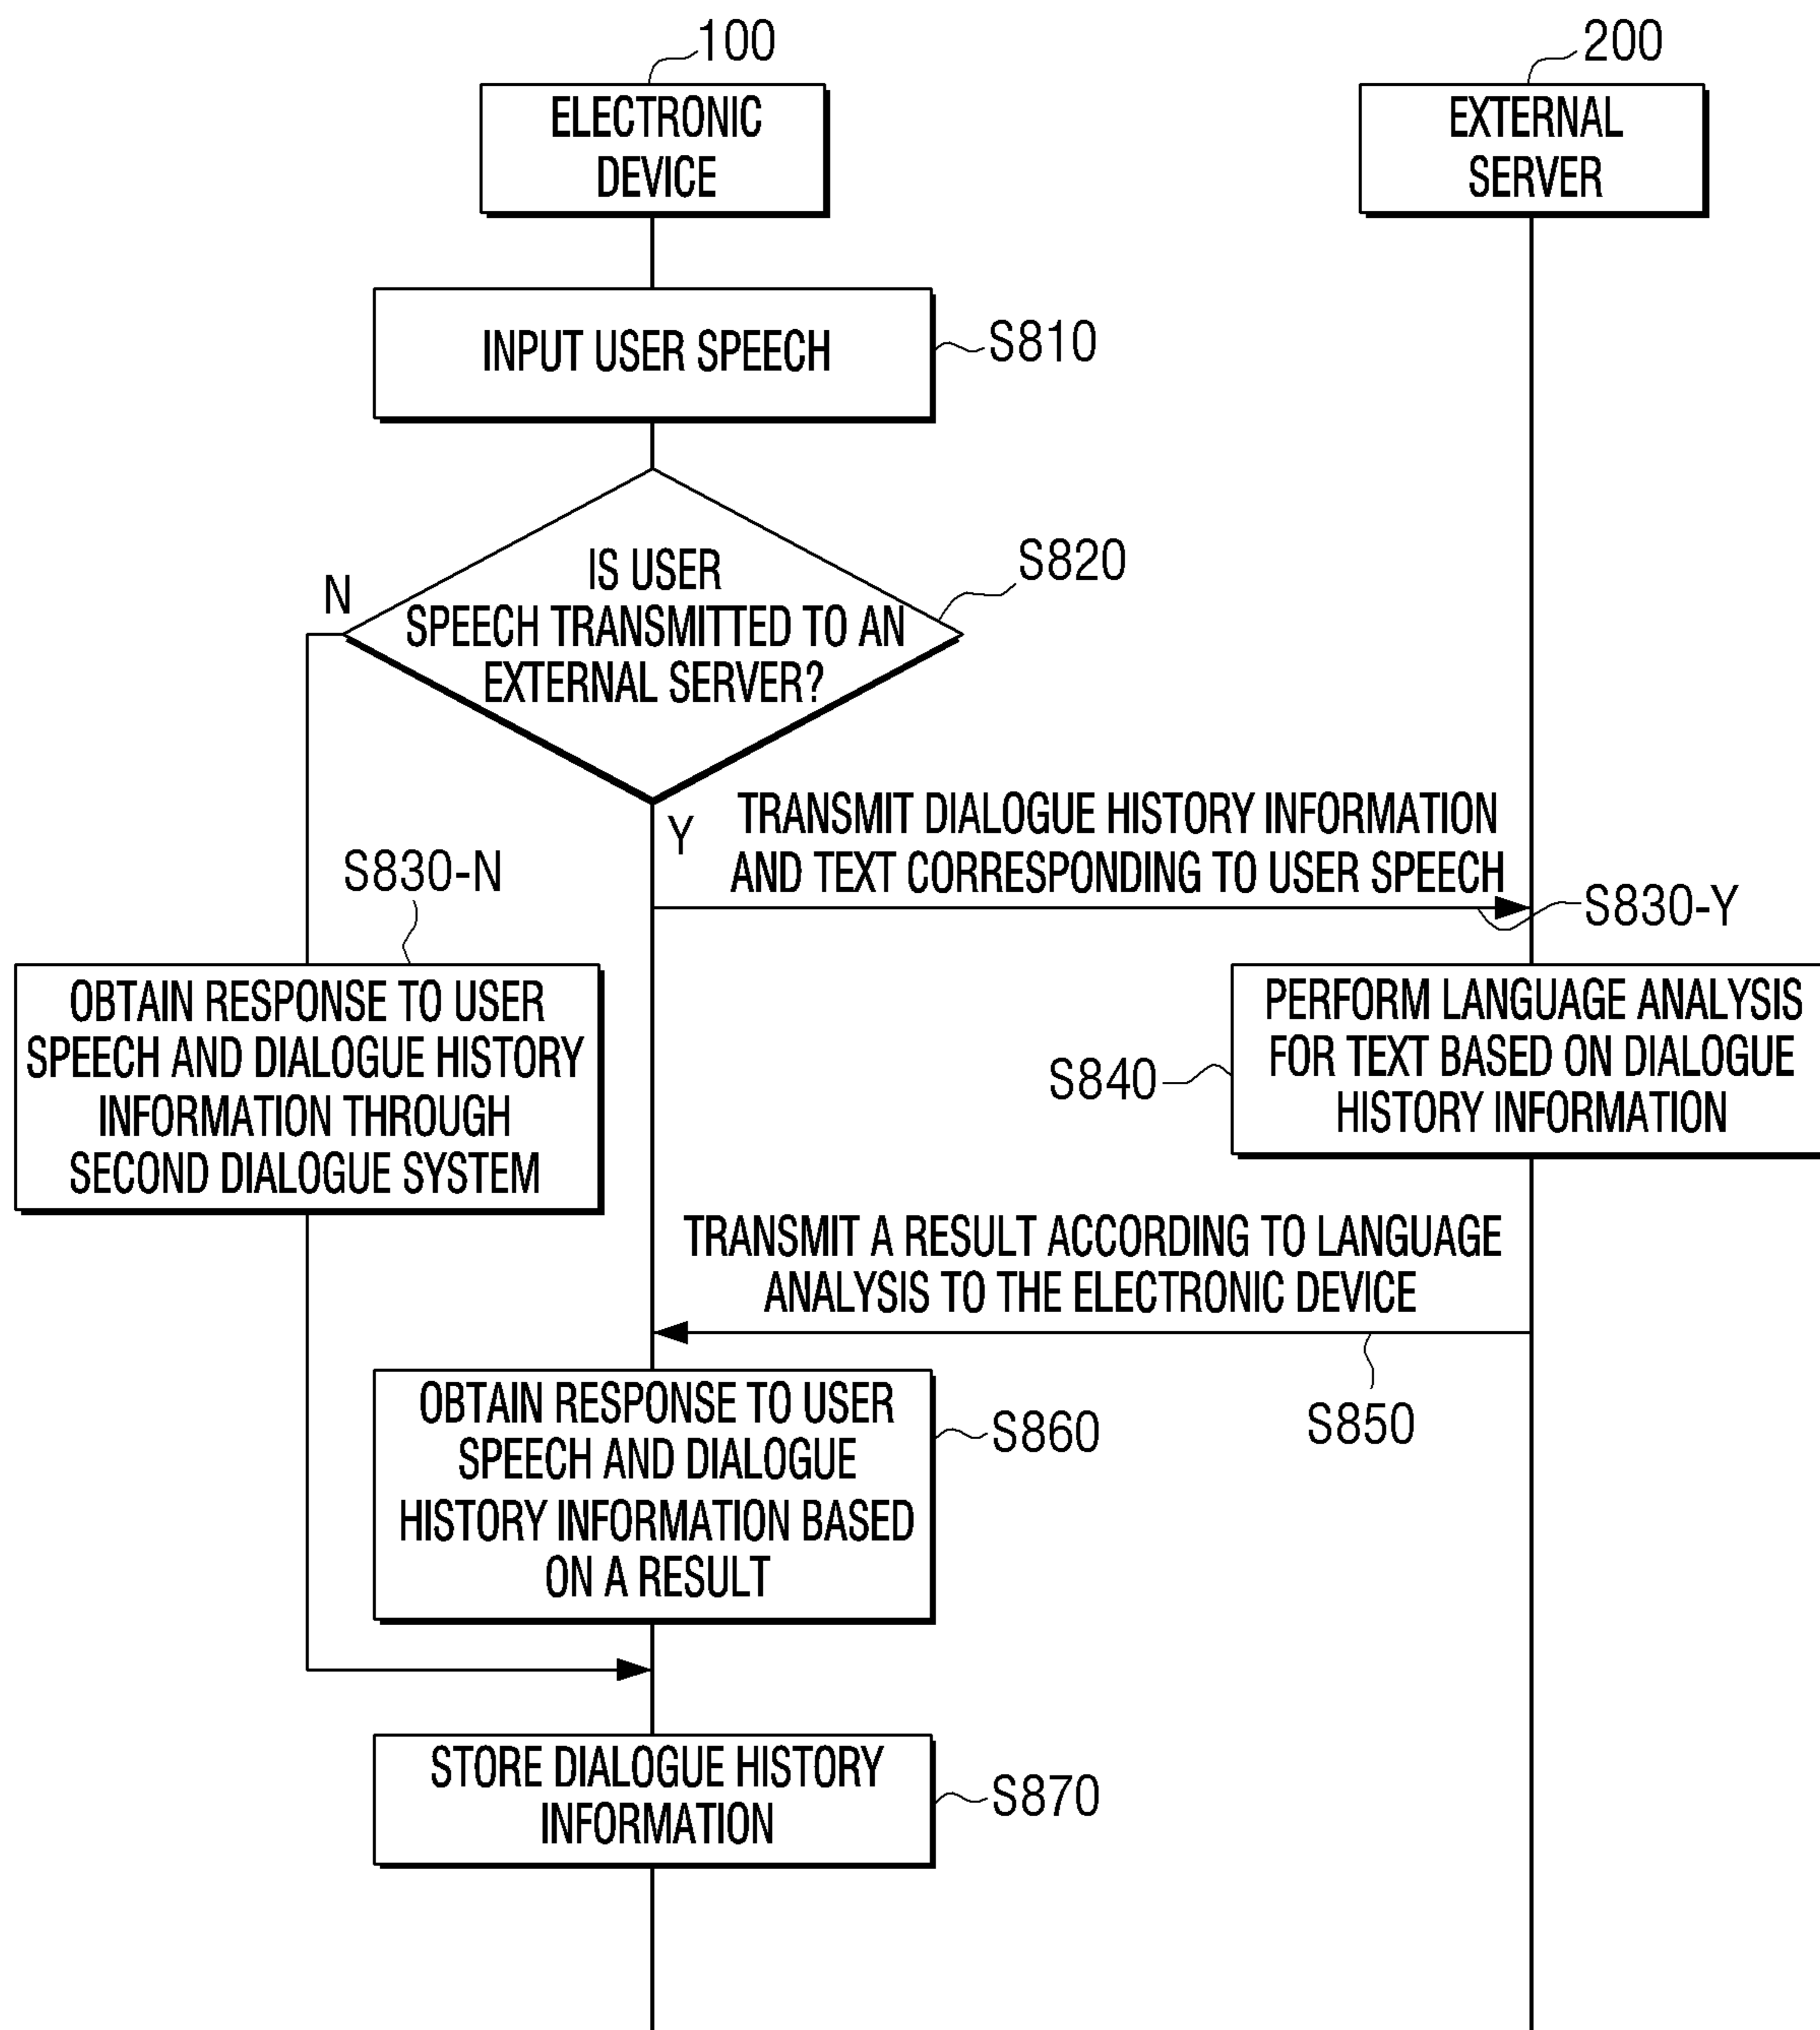 100
200
ELECTRONIC
DEVICE
EXTERNAL
SERVER
INPUT USER SPEECH
S810
IS USER
SPEECH TRANSMITTED TO AN
EXTERNAL SERVER?
S820
N
Y
TRANSMIT DIALOGUE HISTORY INFORMATION
AND TEXT CORRESPONDING TO USER SPEECH
S830-N
S830-Y
OBTAIN RESPONSE TO USER
SPEECH AND DIALOGUE HISTORY
INFORMATION THROUGH
SECOND DIALOGUE SYSTEM
PERFORM LANGUAGE ANALYSIS
FOR TEXT BASED ON DIALOGUE
HISTORY INFORMATION
S840
TRANSMIT A RESULT ACCORDING TO LANGUAGE
ANALYSIS TO THE ELECTRONIC DEVICE
S850
OBTAIN RESPONSE TO USER
SPEECH AND DIALOGUE
HISTORY INFORMATION BASED
ON A RESULT
S860
STORE DIALOGUE HISTORY
INFORMATION
S870